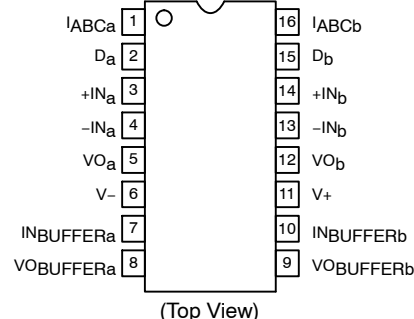 IABCa 1 16 IABCb
Da 2 15 Db
+INa 3 14 +INb
−INa 4 13 −INb
VOa 5 12 VOb
V− 6 11 V+
INBUFFERa 7 10 INBUFFERb
VOBUFFERa 8 9 VOBUFFERb
(Top View)